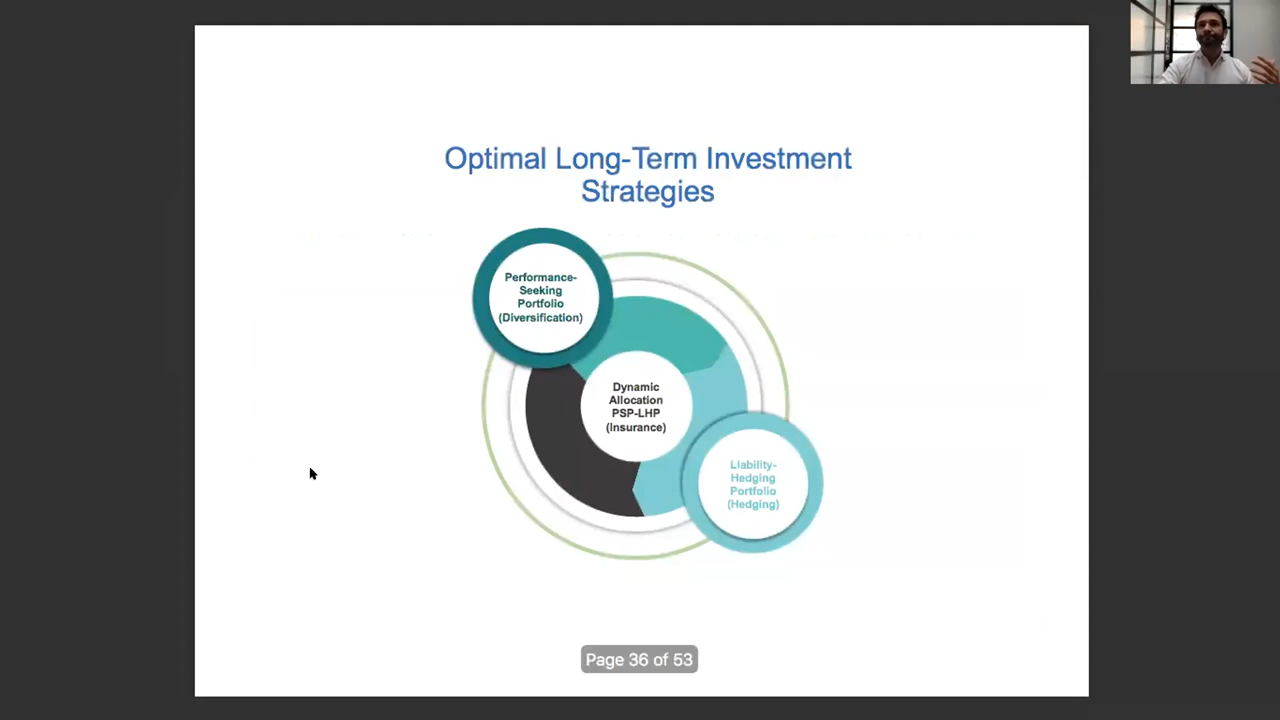 Optimal Long-Term Investment
Strategies
Performance-
Seeking
Portfolio
(Diversification)
Dynamic
Allocation
PSP-LHP
(Insurance)
Liability-
Hedging
Portfolio
(Hedging)
Page 36 of 53